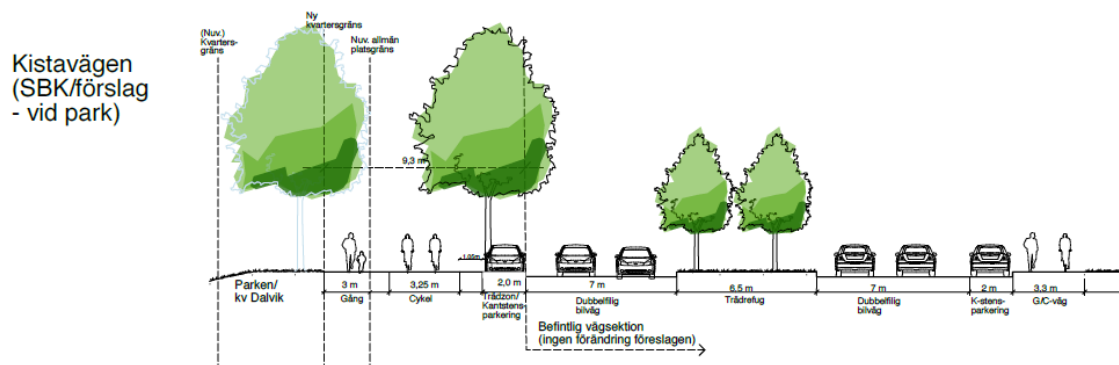 Kistavägen
(SBK/förslag
- vid park)
(Nuv.)
Kvarters-
gräns
Ny
kvartersgräns
Nuv. allmän
platsgräns
9,3 m
1,05m
Parken/
kv Dalvik
3 m
Gång
3,25 m
Cykel
2,0 m
Trädzon/
Kantstens-
parkering
7 m
Dubbelfilig
bilväg
6,5 m
Trädrefug
7 m
Dubbelfilig
bilväg
2 m
K-stens-
parkering
3,3 m
G/C-väg
Befintlig vägsektion
(ingen förändring föreslagen)